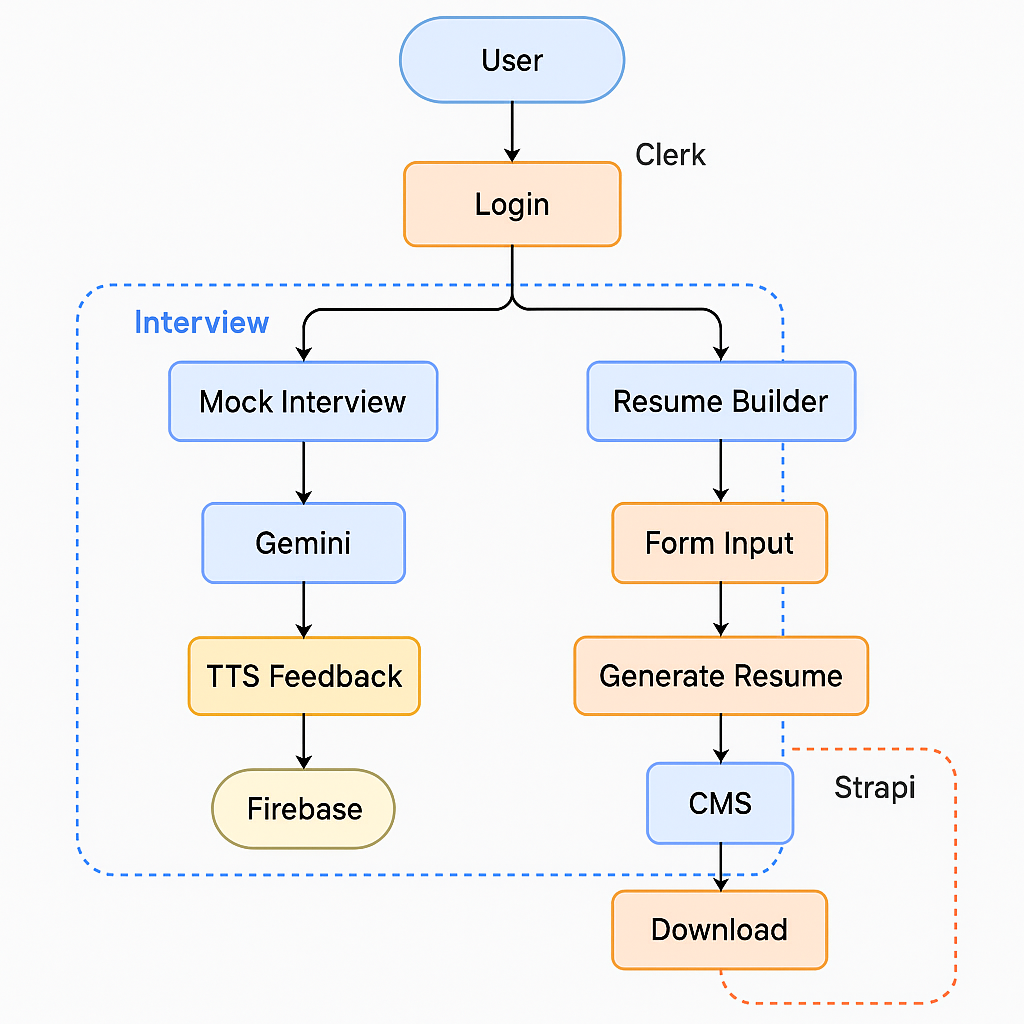 User
Clerk
Login
Interview
Mock Interview
Resume Builder
Gemini
Form Input
TTS Feedback
Generate Resume
Firebase
CMS
Strapi
Download